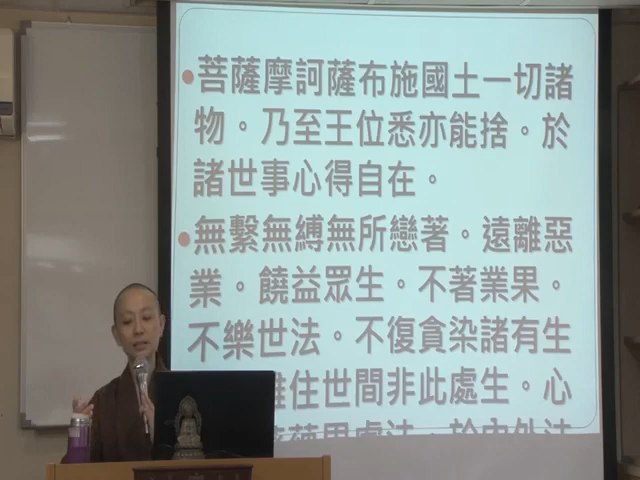 菩薩摩訶薩布施國土一切諸
物。乃至王位悉亦能捨。於
諸世事心得自在。
無繫無縛無所戀著。遠離惡
業。饒益眾生。不著業果。
不樂世法。不復貪染諸有生
住世間非此處生。心